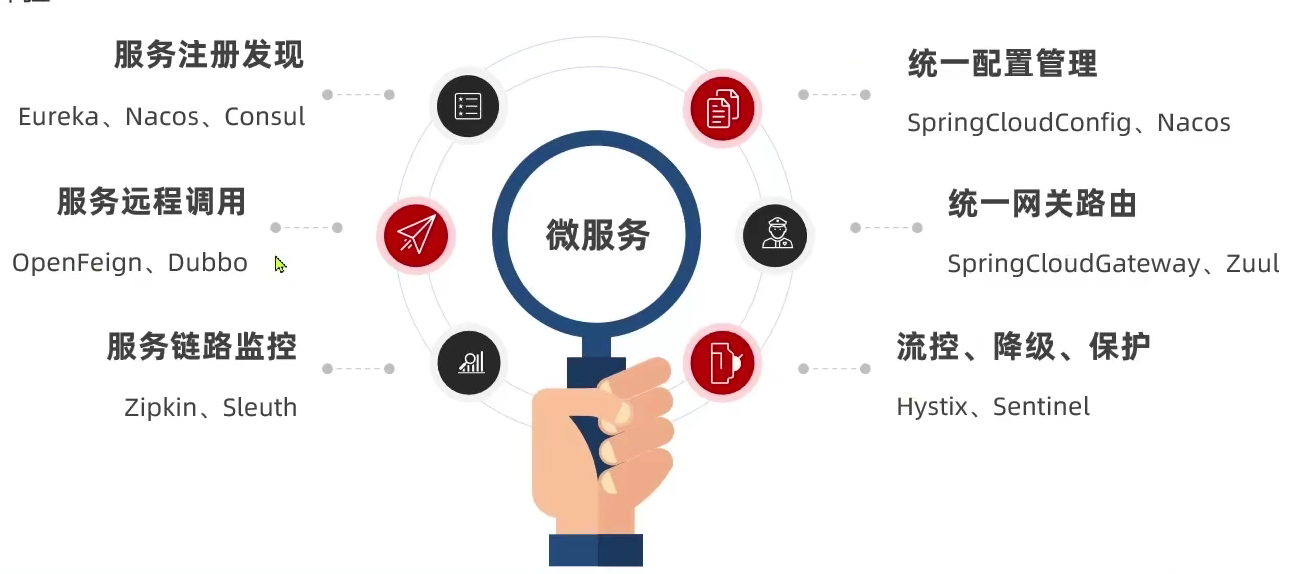 服务注册发现
Eureka、Nacos、Consul
服务远程调用
OpenFeign、Dubbo
服务链路监控
Zipkin、Sleuth
微服务
统一配置管理
SpringCloudConfig、Nacos
统一网关路由
SpringCloudGateway、Zuul
流控、降级、保护
Hystix、Sentinel